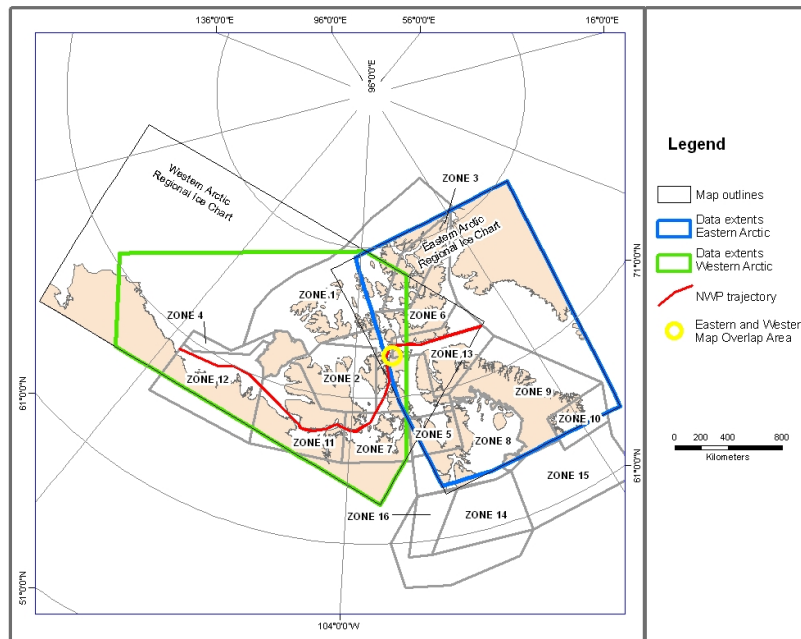 136°0'0"W
96°0'0"W
56°0'0"W
16°0'0"W
96°0'0"E
Western Arctic
Regional Ice Chart
ZONE 3
Eastern Arctic
Regional Ice Chart
71°0'0"N
ZONE 1
ZONE 4
ZONE 6
ZONE 13
ZONE 12
ZONE 2
ZONE 9
61°0'0"N
ZONE 10
ZONE 11
ZONE 7
ZONE 5
ZONE 8
61°0'0"N
ZONE 15
ZONE 16
ZONE 14
51°0'0"N
104°0'0"W
Legend
Map outlines
Data extents
Eastern Arctic
Data extents
Western Arctic
NWP trajectory
Eastern and Western
Map Overlap Area
0 200 400 800
Kilometers